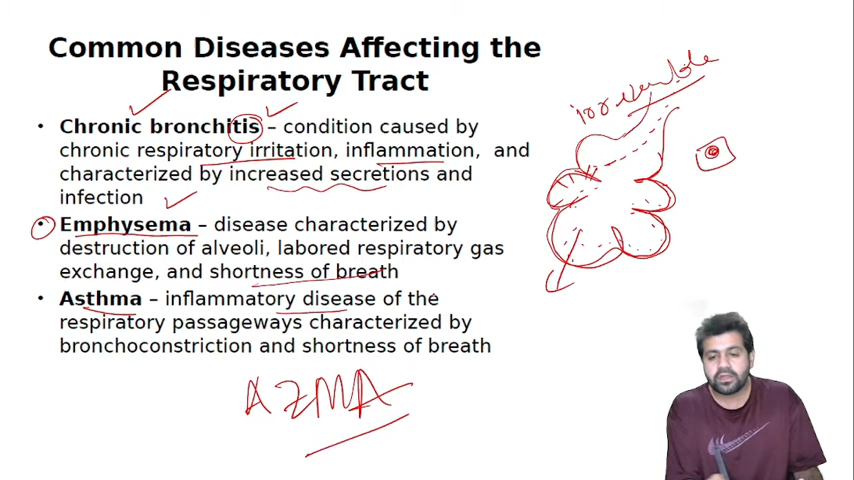 Common Diseases Affecting the
Respiratory Tract
• Chronic bronchitis – condition caused by
chronic respiratory irritation, inflammation, and
characterized by increased secretions and
infection
• Emphysema – disease characterized by
destruction of alveoli, labored respiratory gas
exchange, and shortness of breath
• Asthma – inflammatory disease of the
respiratory passageways characterized by
bronchoconstriction and shortness of breath
AZMA